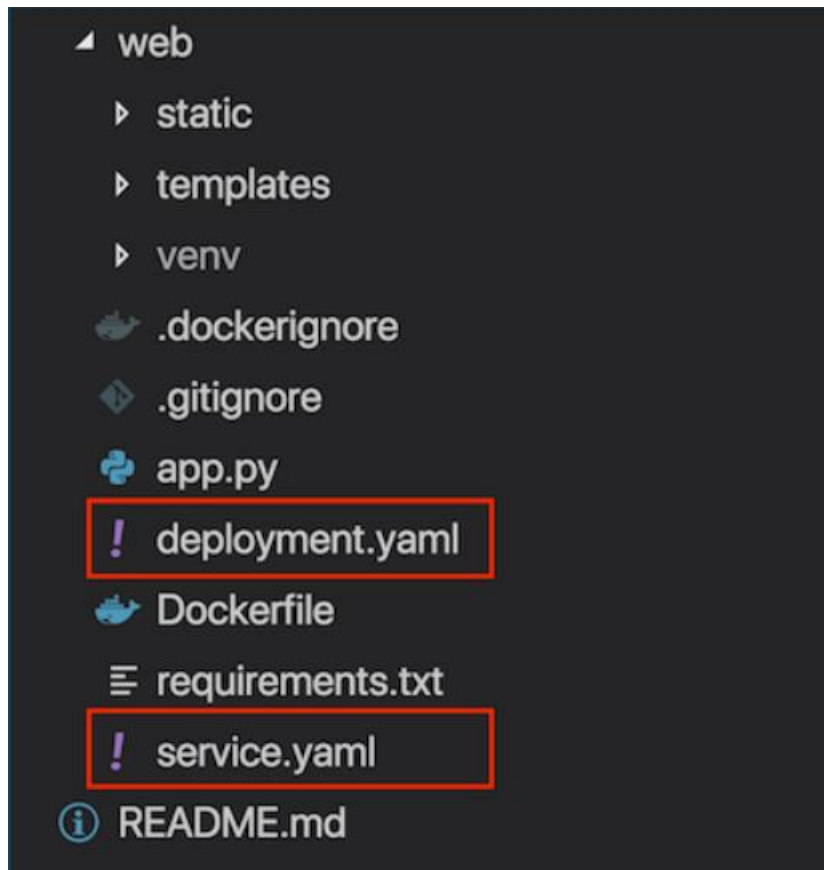 web
static
templates
venv
.dockerignore
.gitignore
app.py
deployment.yaml
Dockerfile
requirements.txt
service.yaml
README.md